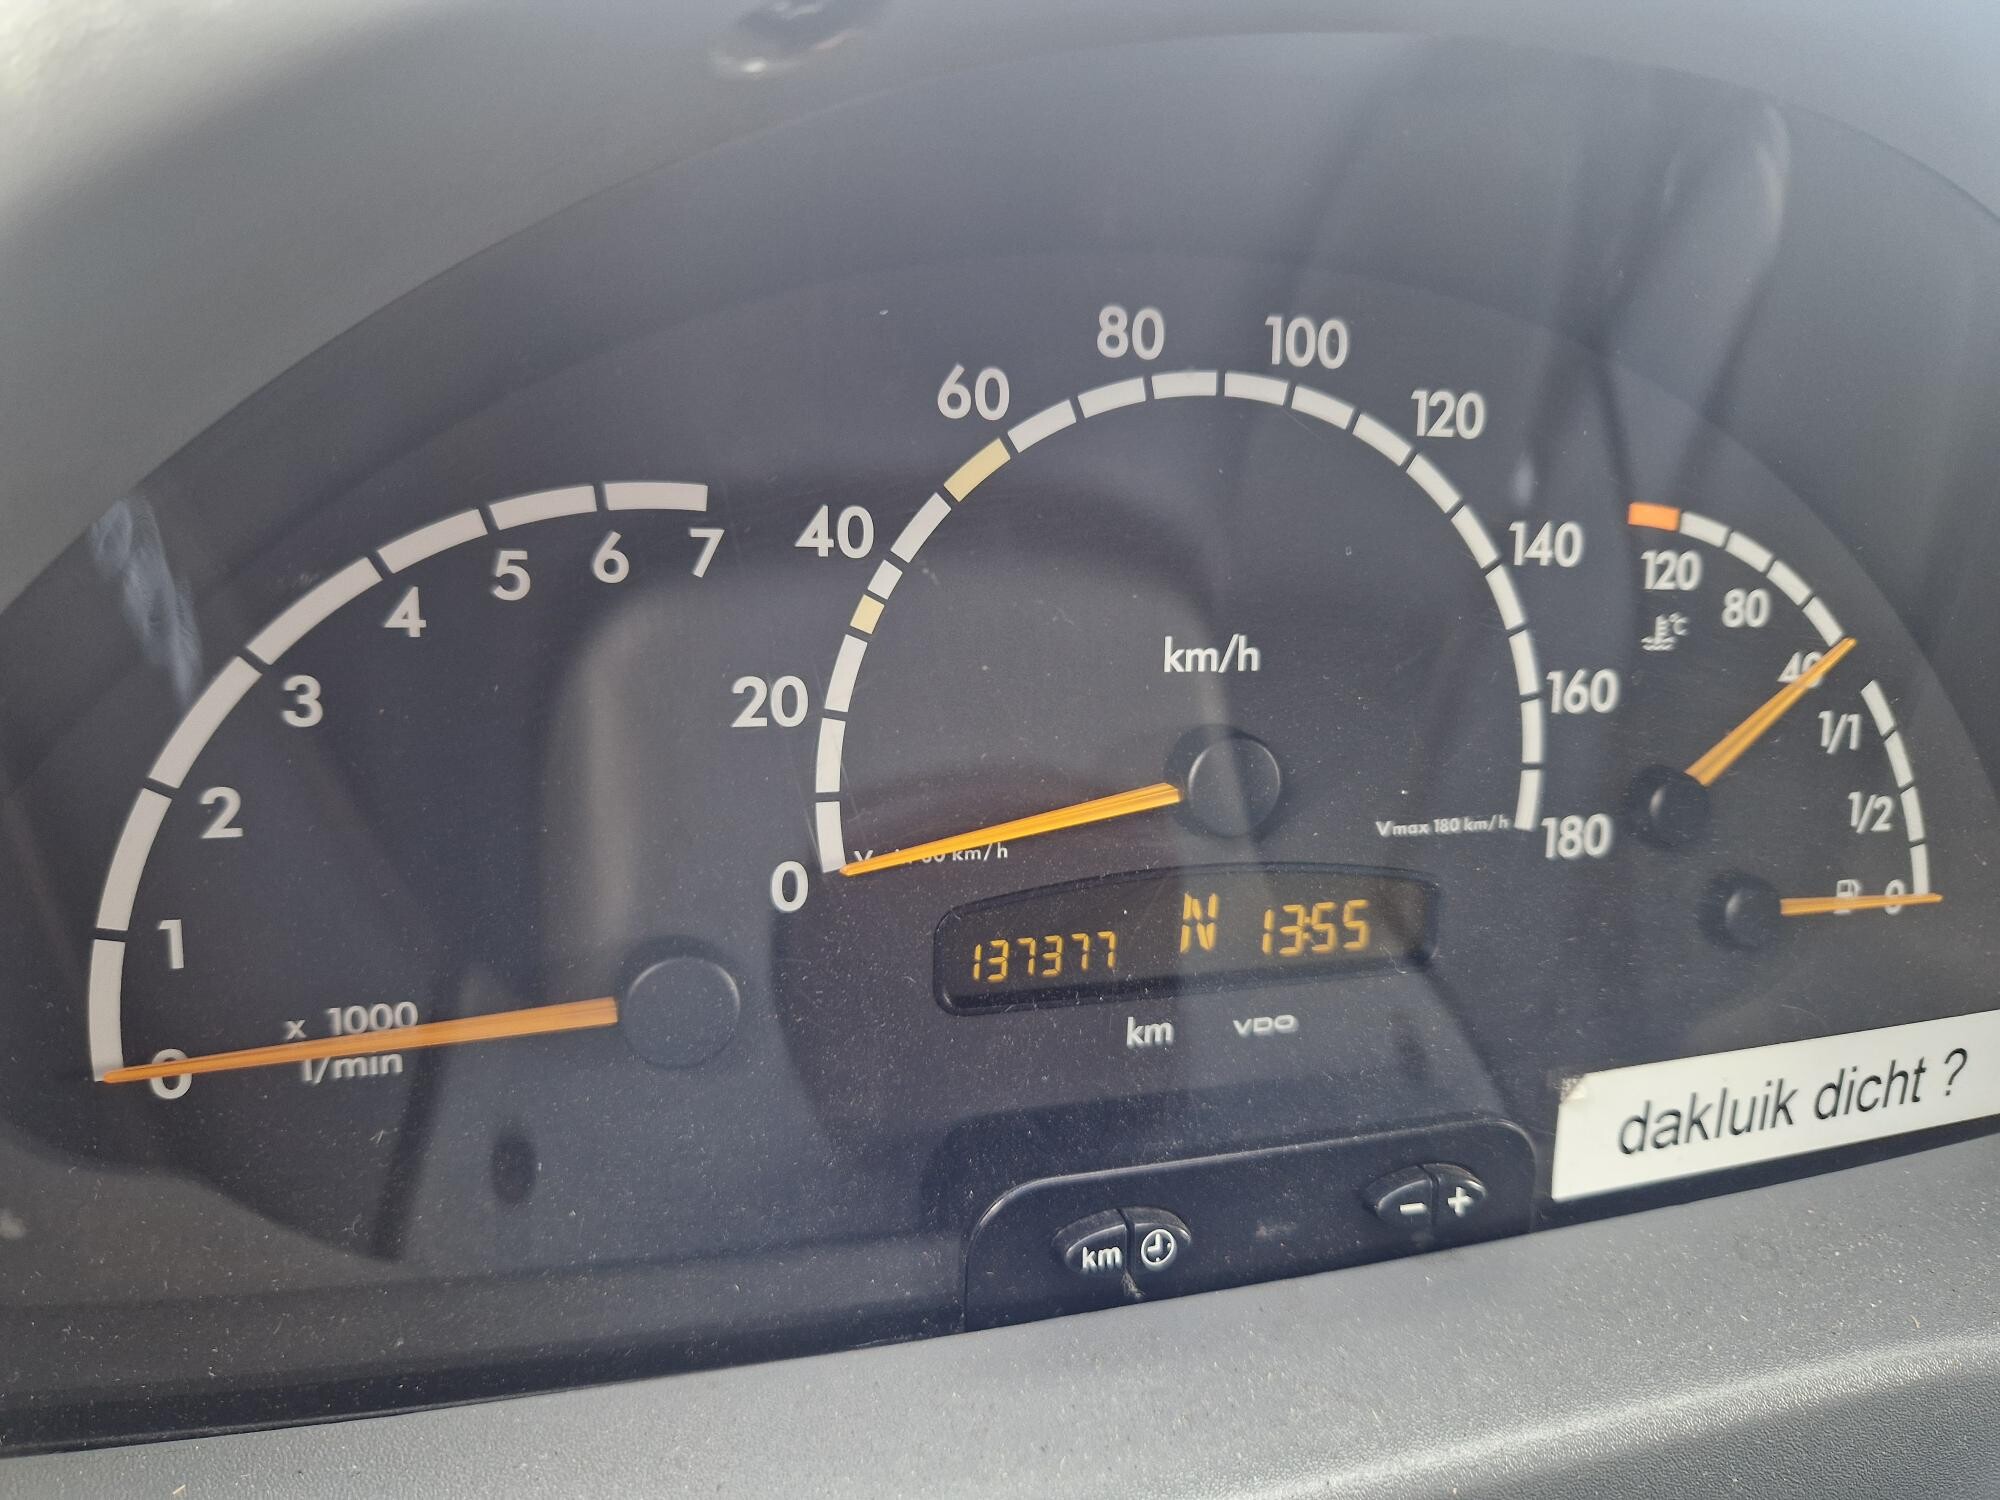 80 100
60 120
40 140
20 160
0 180
km/h
Vmax 180 km/h
km/h
7
6
5
4
3
2
1
0
x 1000
1/min
120
80
40
°C
1/1
1/2
0
137377 N 13:55
km VDO
dakluik dicht ?
km - +